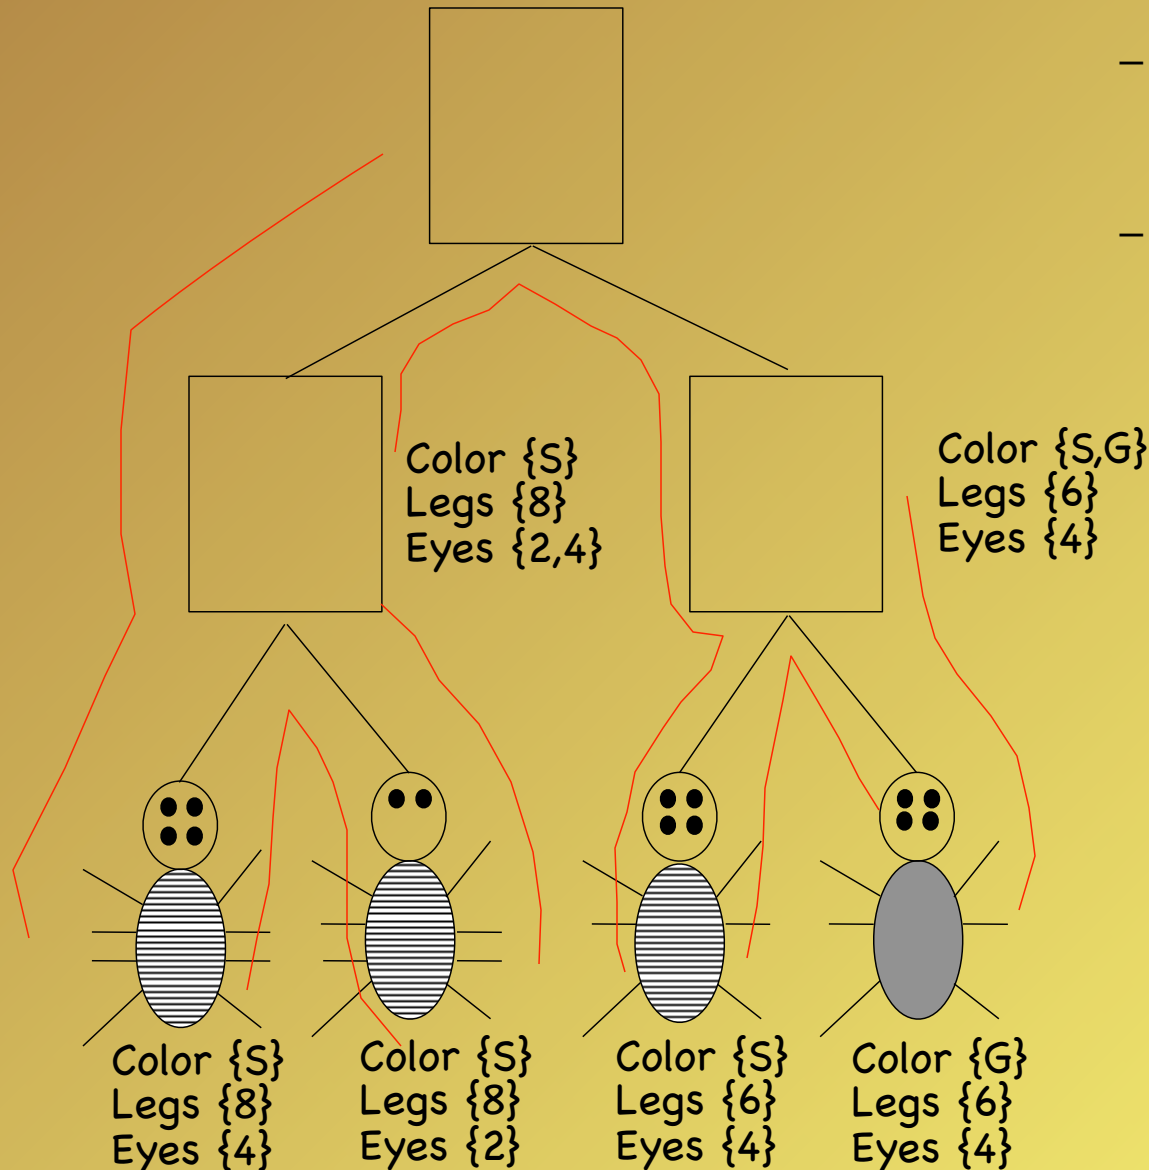 Color {S}
Legs {8}
Eyes {2,4}
Color {S,G}
Legs {6}
Eyes {4}
Color {S}
Legs {8}
Eyes {4}
Color {S}
Legs {8}
Eyes {2}
Color {S}
Legs {6}
Eyes {4}
Color {G}
Legs {6}
Eyes {4}